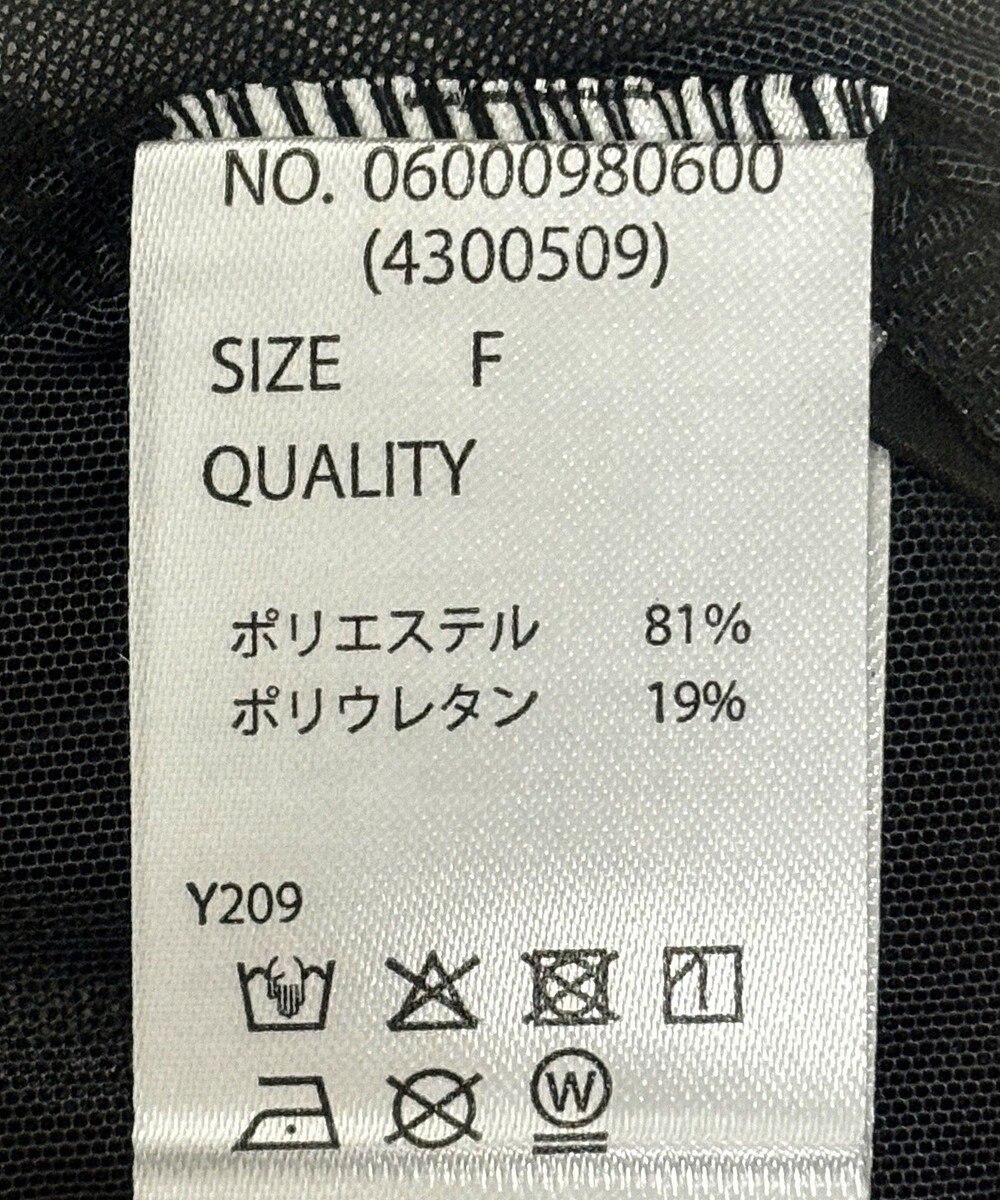 NO. 06000980600
(4300509)
SIZE F
QUALITY
ポリエステル 81%
ポリウレタン 19%
Y209
W